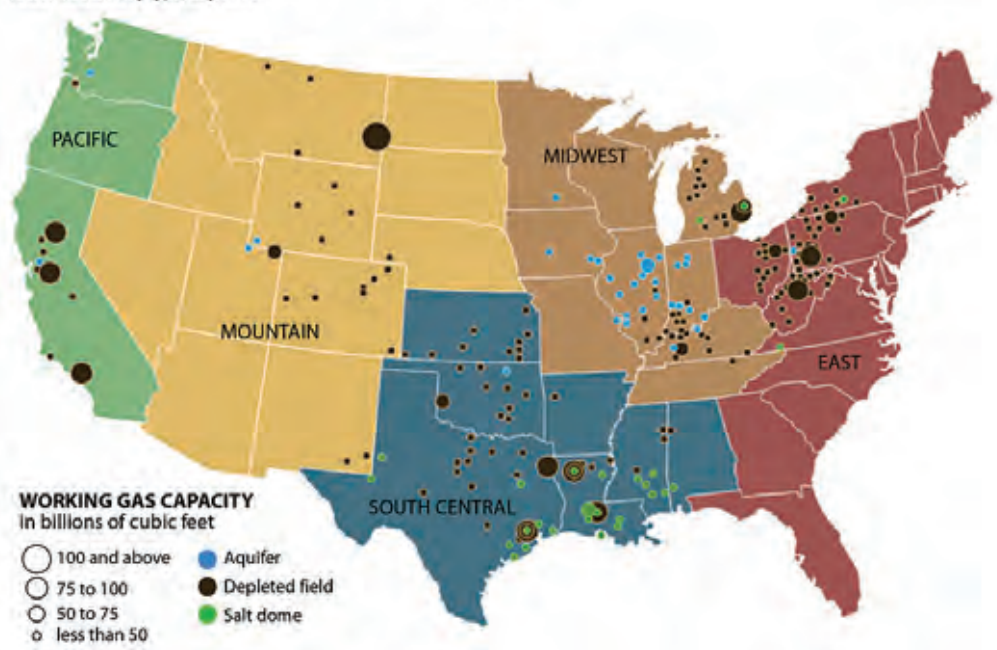 PACIFIC
MIDWEST
MOUNTAIN
EAST
SOUTH CENTRAL
WORKING GAS CAPACITY
In billions of cubic feet
100 and above
75 to 100
50 to 75
less than 50
Aquifer
Depleted field
Salt dome